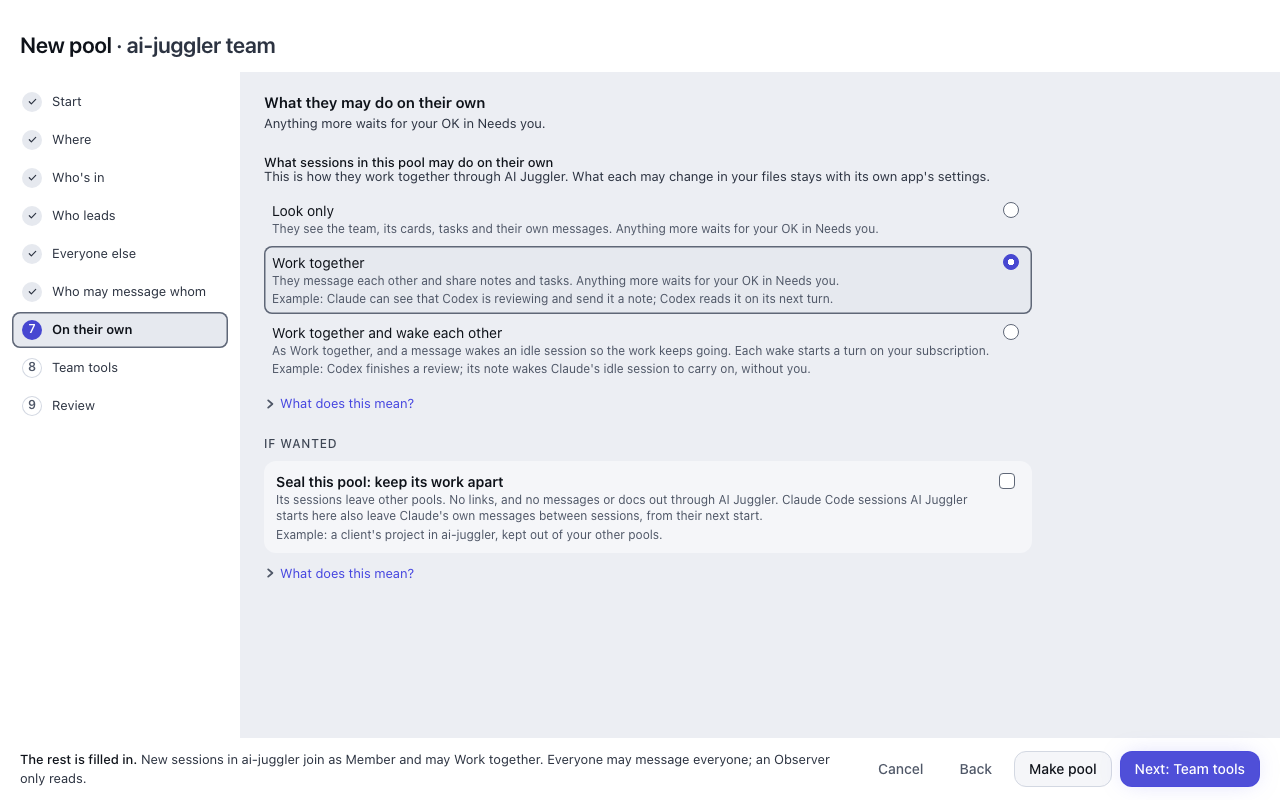 New pool · ai-juggler team
Start
Where
Who's in
Who leads
Everyone else
Who may message whom
7 On their own
8 Team tools
9 Review
What they may do on their own
Anything more waits for your OK in Needs you.
What sessions in this pool may do on their own
This is how they work together through AI Juggler. What each may change in your files stays with its own app's settings.
Look only
They see the team, its cards, tasks and their own messages. Anything more waits for your OK in Needs you.
Work together
They message each other and share notes and tasks. Anything more waits for your OK in Needs you.
Example: Claude can see that Codex is reviewing and send it a note; Codex reads it on its next turn.
Work together and wake each other
As Work together, and a message wakes an idle session so the work keeps going. Each wake starts a turn on your subscription.
Example: Codex finishes a review; its note wakes Claude's idle session to carry on, without you.
What does this mean?
IF WANTED
Seal this pool: keep its work apart
Its sessions leave other pools. No links, and no messages or docs out through AI Juggler. Claude Code sessions AI Juggler
starts here also leave Claude's own messages between sessions, from their next start.
Example: a client's project in ai-juggler, kept out of your other pools.
What does this mean?
The rest is filled in. New sessions in ai-juggler join as Member and may Work together. Everyone may message everyone; an Observer
only reads.
Cancel
Back
Make pool
Next: Team tools